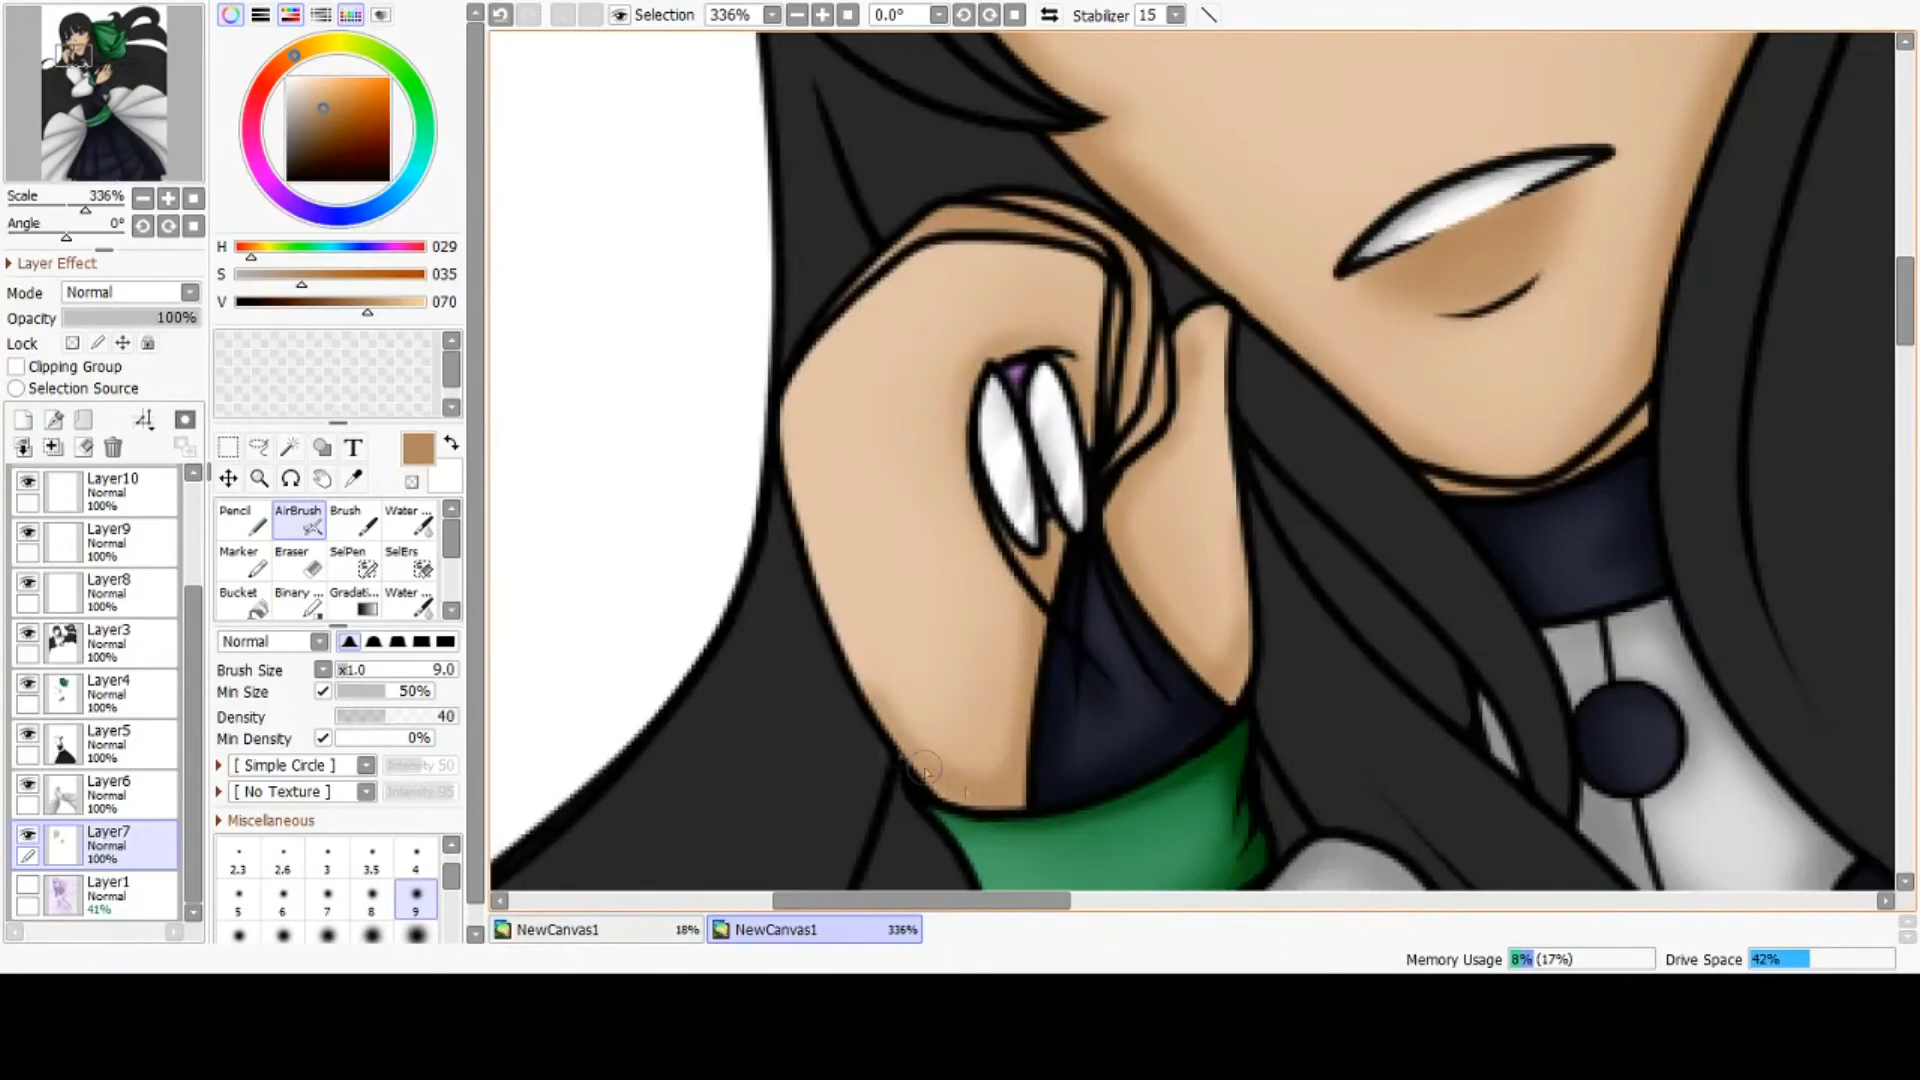 Selection 336% 0.0° Stabilizer 15
Scale 336%
Angle 0°
Layer Effect
Mode Normal
Opacity 100%
Lock
Clipping Group
Selection Source
H 029
S 035
V 070
T
Layer10
Normal
100%
Layer9
Normal
100%
Layer8
Normal
100%
Layer3
Normal
100%
Layer4
Normal
100%
Layer5
Normal
100%
Layer6
Normal
100%
Layer7
Normal
100%
Layer1
Normal
41%
Pencil AirBrush Brush Water ...
Marker Eraser SelPen SelErs
Bucket Binary ... Gradati... Water ...
Normal
Brush Size x1.0 9.0
Min Size 50%
Density 40
Min Density 0%
[ Simple Circle ] Intensity 50
[ No Texture ] Intensity 95
Miscellaneous
2.3 2.6 3 3.5 4
5 6 7 8 9
NewCanvas1 18% NewCanvas1 336%
Memory Usage 8% (17%) Drive Space 42%